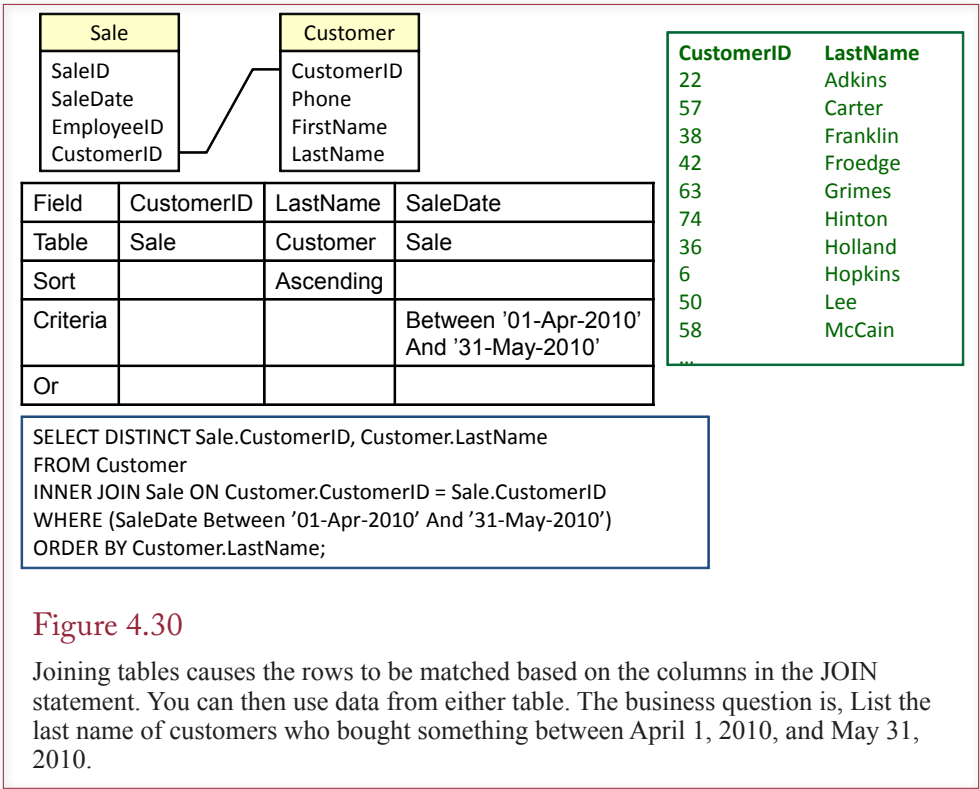 Sale
SaleID
SaleDate
EmployeeID
CustomerID
Customer
CustomerID
Phone
FirstName
LastName
CustomerID LastName
22 Adkins
57 Carter
38 Franklin
42 Froedge
63 Grimes
74 Hinton
36 Holland
6 Hopkins
50 Lee
58 McCain
…
Field CustomerID LastName SaleDate
Table Sale Customer Sale
Sort Ascending
Criteria Between ’01-Apr-2010’
And ’31-May-2010’
Or
SELECT DISTINCT Sale.CustomerID, Customer.LastName
FROM Customer
INNER JOIN Sale ON Customer.CustomerID = Sale.CustomerID
WHERE (SaleDate Between ’01-Apr-2010’ And ’31-May-2010’)
ORDER BY Customer.LastName;
Figure 4.30
Joining tables causes the rows to be matched based on the columns in the JOIN
statement. You can then use data from either table. The business question is, List the
last name of customers who bought something between April 1, 2010, and May 31,
2010.